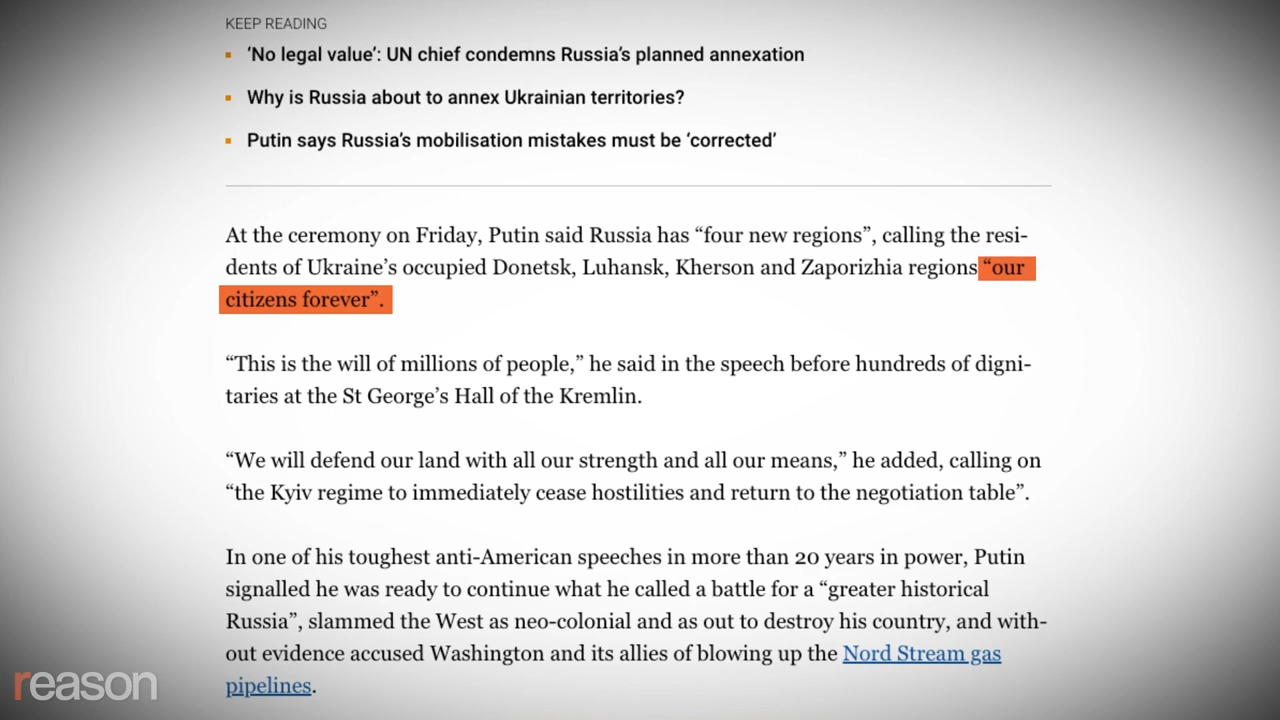 KEEP READING
‘No legal value’: UN chief condemns Russia’s planned annexation
Why is Russia about to annex Ukrainian territories?
Putin says Russia’s mobilisation mistakes must be ‘corrected’
At the ceremony on Friday, Putin said Russia has “four new regions”, calling the resi-
dents of Ukraine’s occupied Donetsk, Luhansk, Kherson and Zaporizhia regions “our
citizens forever”.
“This is the will of millions of people,” he said in the speech before hundreds of digni-
taries at the St George’s Hall of the Kremlin.
“We will defend our land with all our strength and all our means,” he added, calling on
“the Kyiv regime to immediately cease hostilities and return to the negotiation table”.
In one of his toughest anti-American speeches in more than 20 years in power, Putin
signalled he was ready to continue what he called a battle for a “greater historical
Russia”, slammed the West as neo-colonial and as out to destroy his country, and with-
out evidence accused Washington and its allies of blowing up the Nord Stream gas
pipelines.
reason